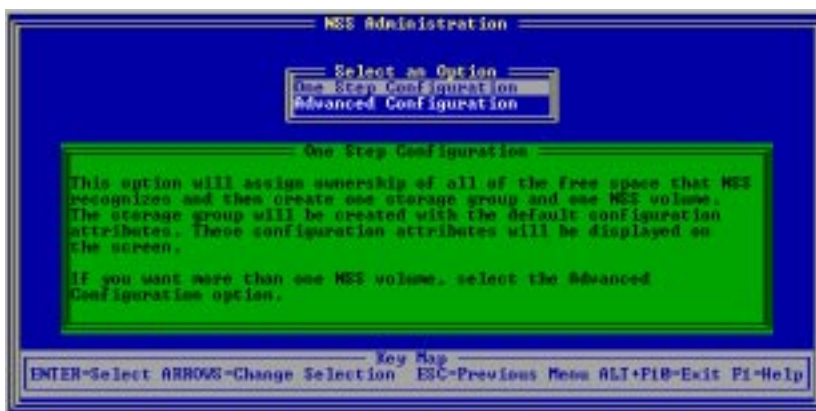 NSS Administration
Select an Option
One Step Configuration
Advanced Configuration
One Step Configuration
This option will assign ownership of all of the free space that NSS
recognizes and then create one storage group and one NSS volume.
The storage group will be created with the default configuration
attributes. These configuration attributes will be displayed on
the screen.
If you want more than one NSS volume, select the Advanced
Configuration option.
Key Map
ENTER=Select ARROWS=Change Selection ESC=Previous Menu ALT+F10=Exit F1=Help